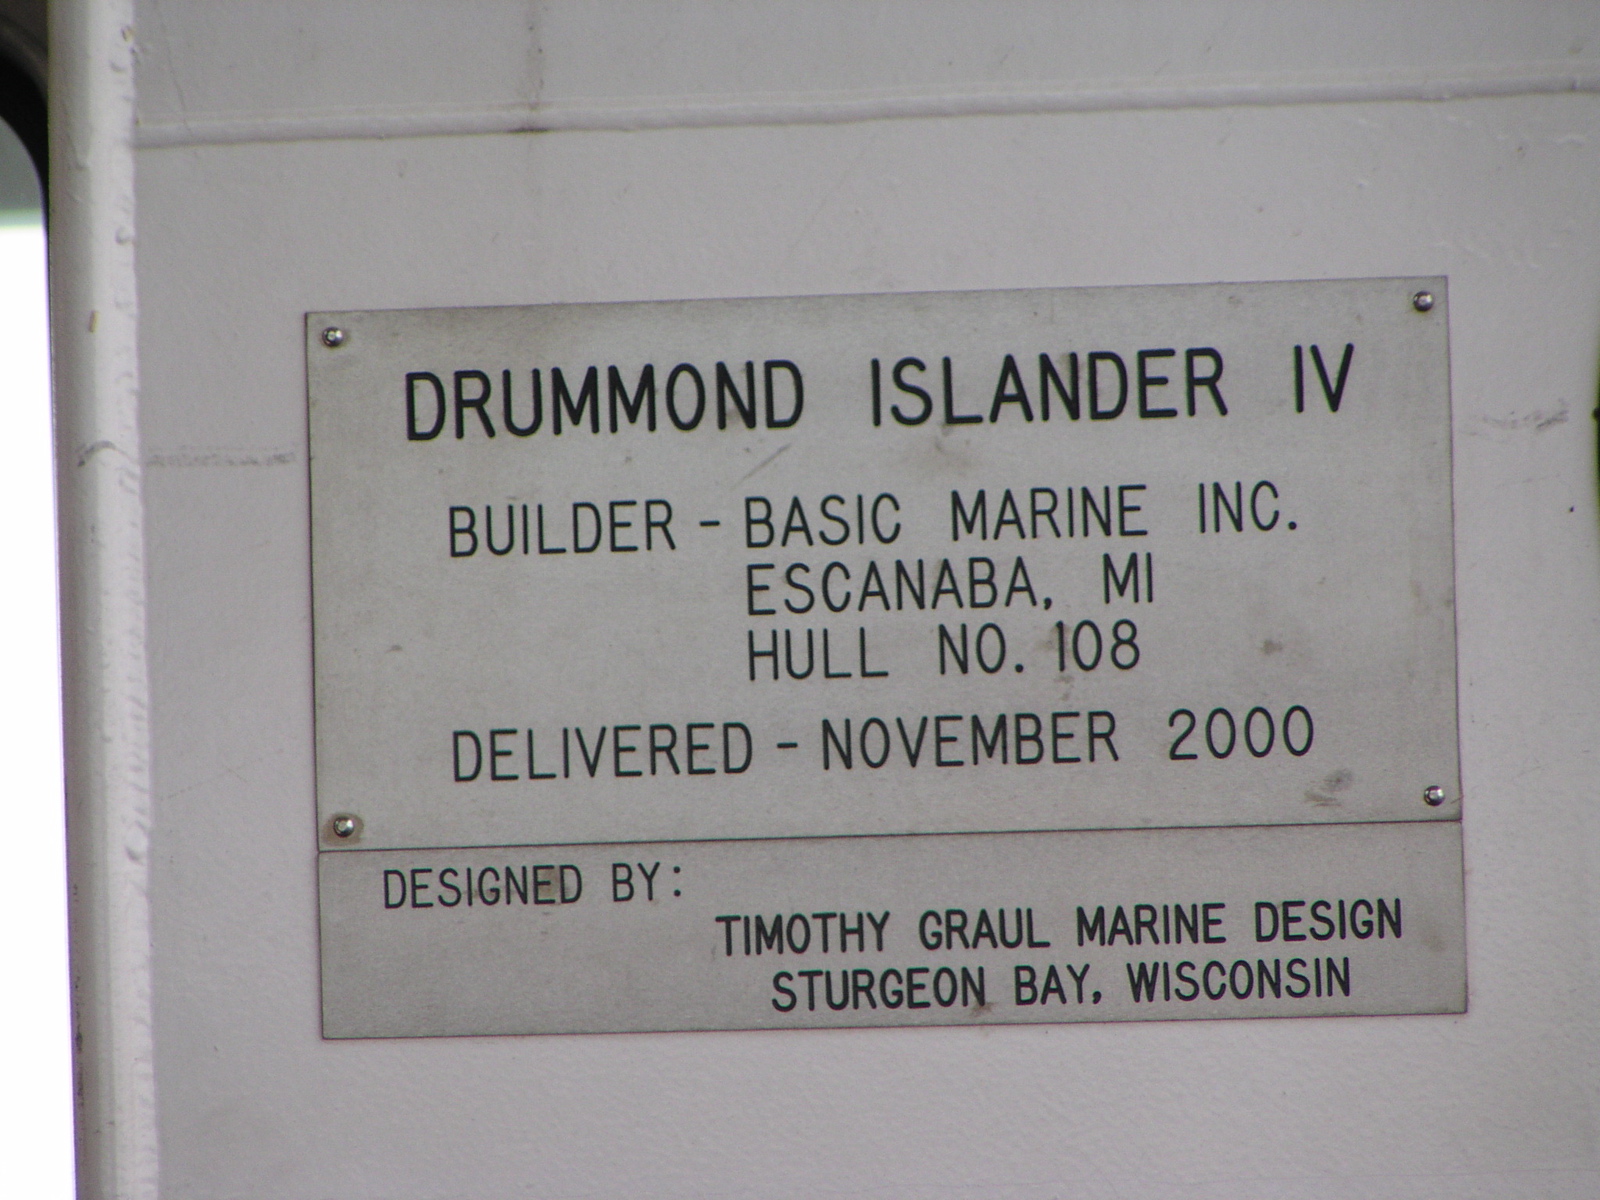 DRUMMOND ISLANDER IV
BUILDER - BASIC MARINE INC.
ESCANABA, MI
HULL NO. 108
DELIVERED - NOVEMBER 2000
DESIGNED BY:
TIMOTHY GRAUL MARINE DESIGN
STURGEON BAY, WISCONSIN